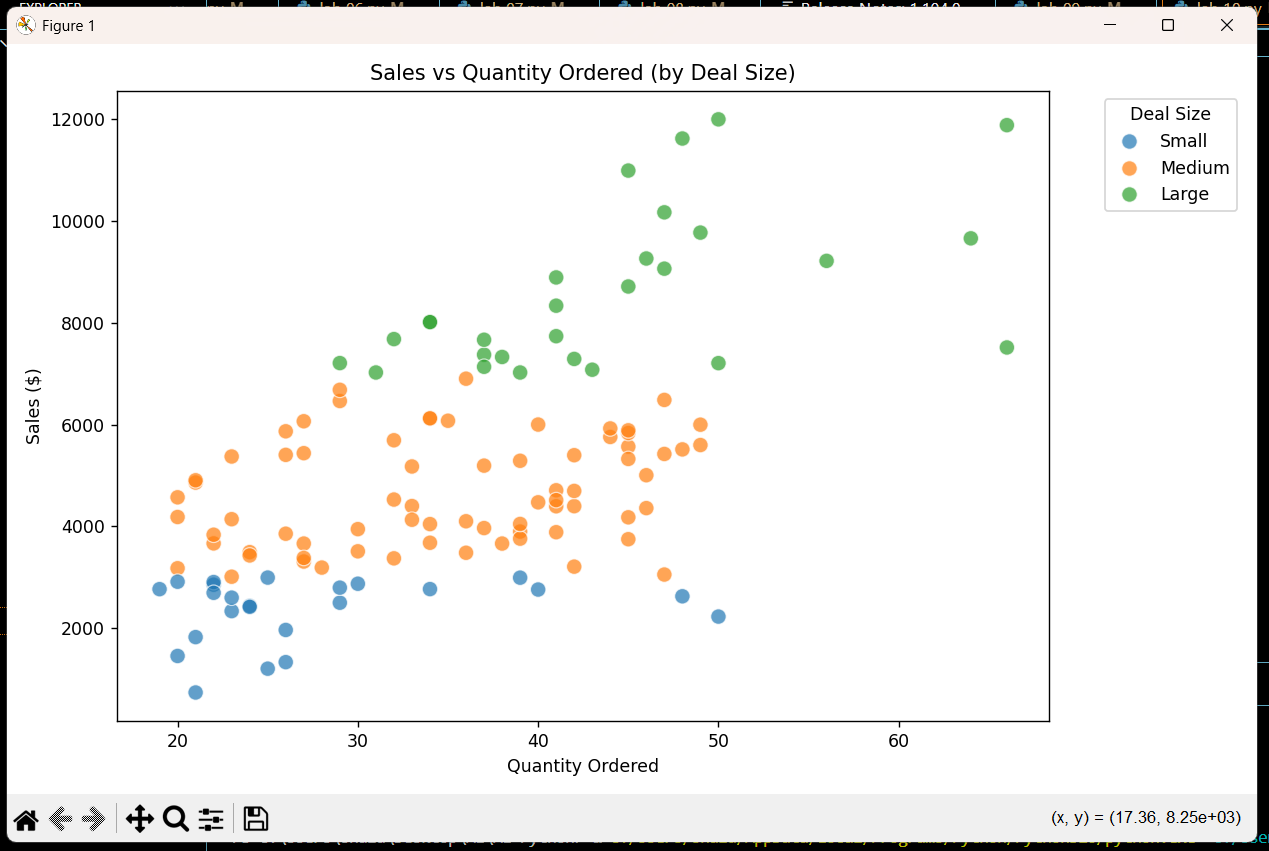 EXPLORER
Figure 1
Sales vs Quantity Ordered (by Deal Size)
Deal Size
Small
Medium
Large
Sales ($)
12000
10000
8000
6000
4000
2000
20 30 40 50 60
Quantity Ordered
(x, y) = (17.36, 8.25e+03)